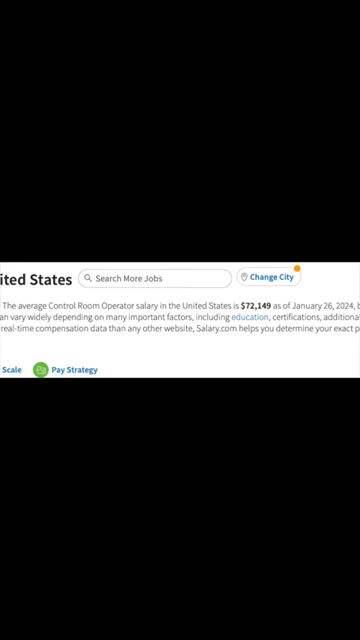 ited States Search More Jobs Change City
The average Control Room Operator salary in the United States is $72,149 as of January 26, 2024, b
an vary widely depending on many important factors, including education, certifications, additional
real-time compensation data than any other website, Salary.com helps you determine your exact p
Scale Pay Strategy